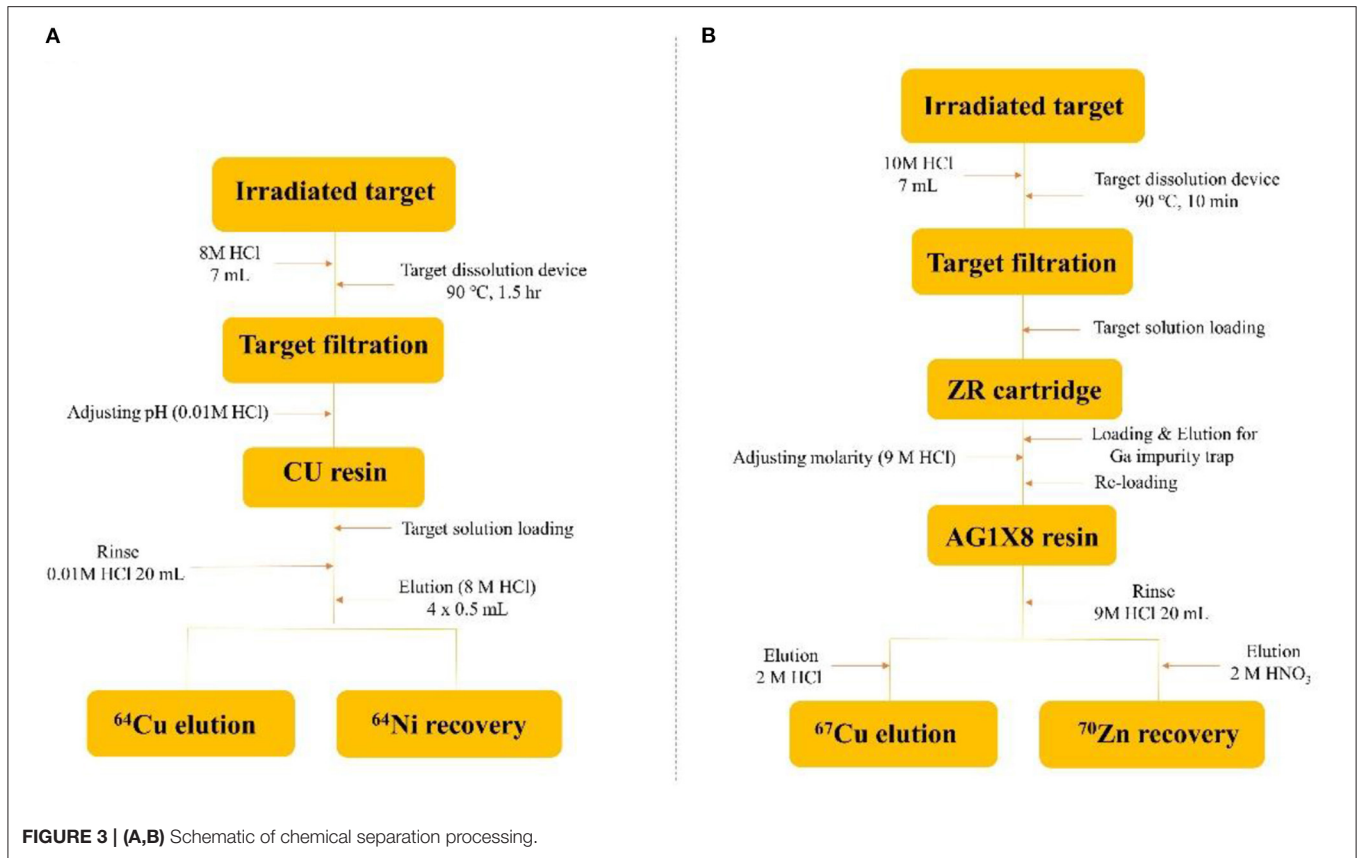 A
Irradiated target
8M HCl
7 mL
Target dissolution device
90 °C, 1.5 hr
Target filtration
Adjusting pH (0.01M HCl)
CU resin
Target solution loading
Rinse
0.01M HCl 20 mL
Elution (8 M HCl)
4 x 0.5 mL
⁶⁴Cu elution
⁶⁴Ni recovery
B
Irradiated target
10M HCl
7 mL
Target dissolution device
90 °C, 10 min
Target filtration
Target solution loading
ZR cartridge
Loading & Elution for
Ga impurity trap
Adjusting molarity (9 M HCl)
Re-loading
AG1X8 resin
Rinse
9M HCl 20 mL
Elution
2 M HCl
Elution
2 M HNO₃
⁶⁷Cu elution
⁷⁰Zn recovery
FIGURE 3 | (A,B) Schematic of chemical separation processing.